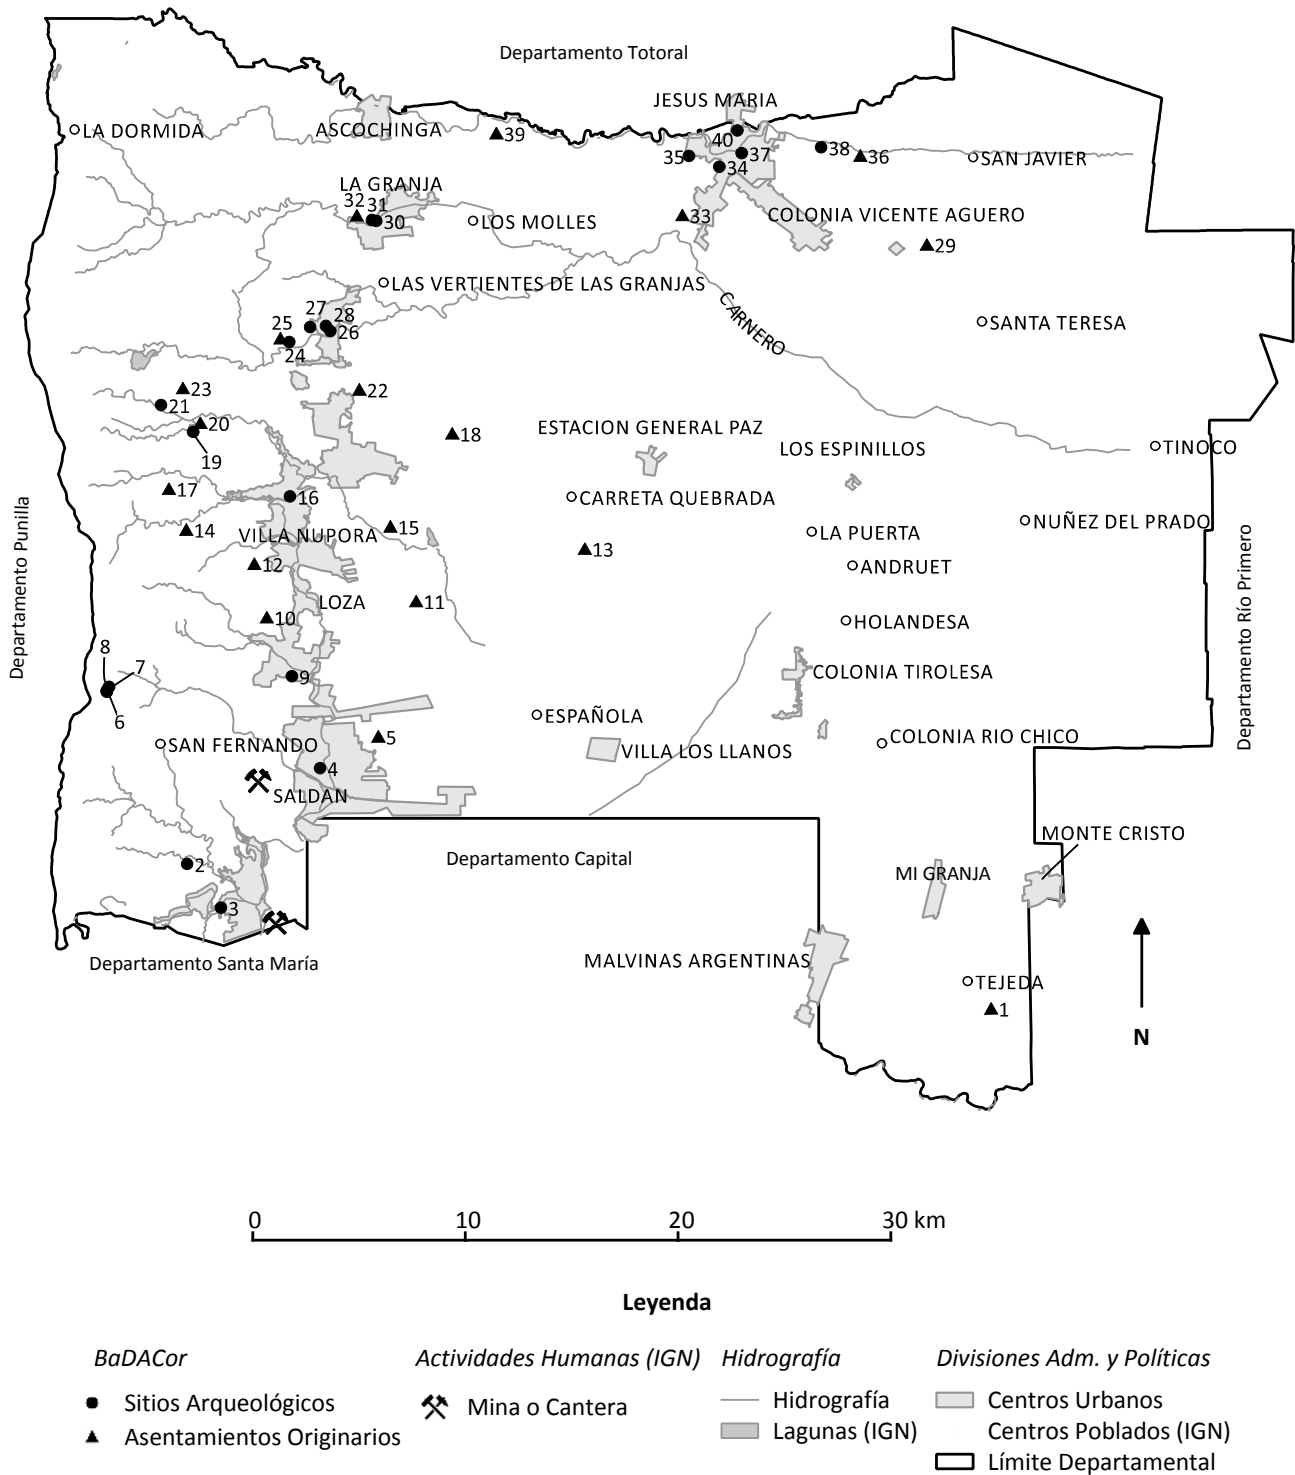 Departamento Totoral
JESUS MARIA
LA DORMIDA
ASCOCHINGA
39
40
38
36
35
37
34
SAN JAVIER
LA GRANJA
32
31
30
LOS MOLLES
33
COLONIA VICENTE AGUERO
29
LAS VERTIENTES DE LAS GRANJAS
27
28
25
26
24
CARNERO
SANTA TERESA
23
22
21
20
19
18
ESTACION GENERAL PAZ
LOS ESPINILLOS
TINOCO
17
16
CARRETA QUEBRADA
14
VILLA NUPORA
15
LA PUERTA
NUÑEZ DEL PRADO
13
12
ANDRUET
Departamento Punilla
Departamento Río Primero
LOZA
11
10
HOLANDESA
8
7
6
9
COLONIA TIROLESA
ESPAÑOLA
SAN FERNANDO
5
VILLA LOS LLANOS
COLONIA RIO CHICO
4
SALDAN
MONTE CRISTO
2
Departamento Capital
MI GRANJA
3
Departamento Santa María
MALVINAS ARGENTINAS
TEJEDA
1
N
0 10 20 30 km
Leyenda
BaDACor
Sitios Arqueológicos
Asentamientos Originarios
Actividades Humanas (IGN)
Mina o Cantera
Hidrografía
Hidrografía
Lagunas (IGN)
Divisiones Adm. y Políticas
Centros Urbanos
Centros Poblados (IGN)
Límite Departamental